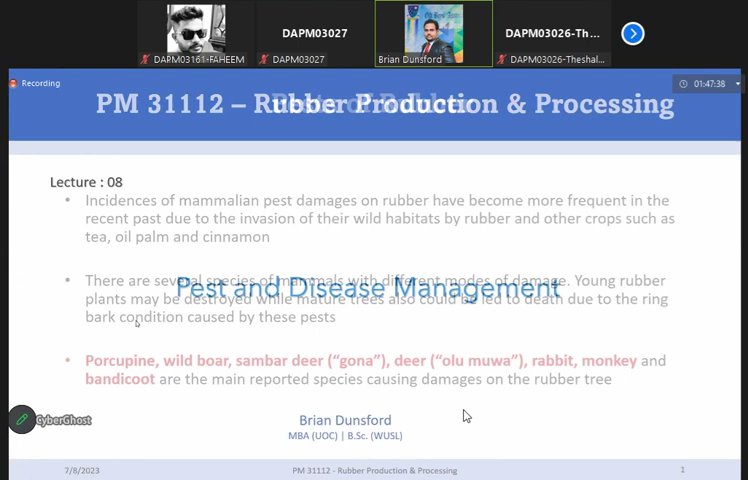 DAPM03027
DAPM03026-Th...
DARM03161-FAHEEM
DAPM03027
Brian Dunsford
DAPM03026-Theshal...
Recording
01:47:38
PM 31112 – Rubber Production & Processing
Lecture : 08
• Incidences of mammalian pest damages on rubber have become more frequent in the
recent past due to the invasion of their wild habitats by rubber and other crops such as
tea, oil palm and cinnamon
• There are several species of mammals with different modes of damage. Young rubber
Pest and Disease Management
plants may be destroyed while mature trees also could be led to death due to the ring
bark condition caused by these pests
• Porcupine, wild boar, sambar deer (“gona”), deer (“olu muwa”), rabbit, monkey and
bandicoot are the main reported species causing damages on the rubber tree
CyberGhost
Brian Dunsford
MBA (UOC) | B.Sc. (WUSL)
7/8/2023
PM 31112 - Rubber Production & Processing
1